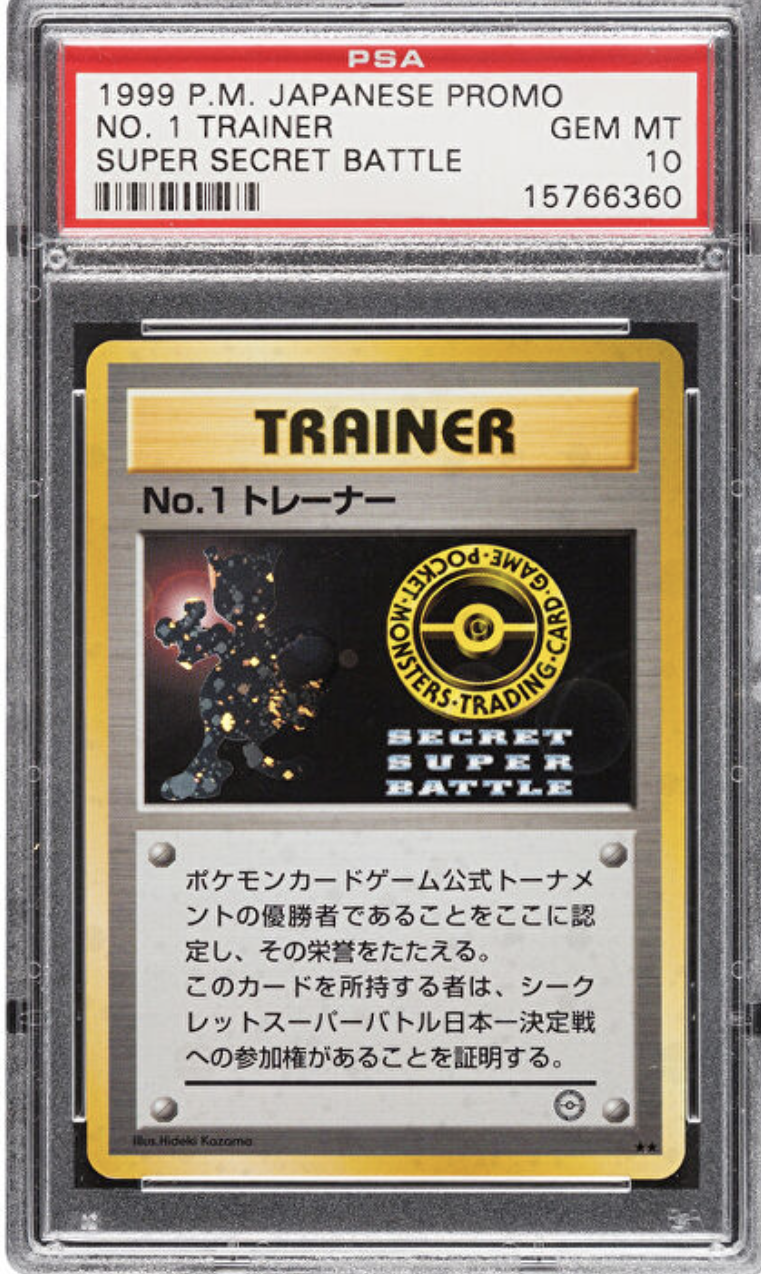 PSA
1999 P.M. JAPANESE PROMO
NO. 1 TRAINER GEM MT
SUPER SECRET BATTLE 10
15766360
TRAINER
No.1 トレーナー
POCKET·MONSTERS·TRADING·CARD·GAME·
SECRET
SUPER
BATTLE
ポケモンカードゲーム公式トーナメ
ントの優勝者であることをここに認
定し、その栄誉をたたえる。
このカードを所持する者は、シーク
レットスーパーバトル日本一決定戦
への参加権があることを証明する。
Illus.Hideki Kazama
★★